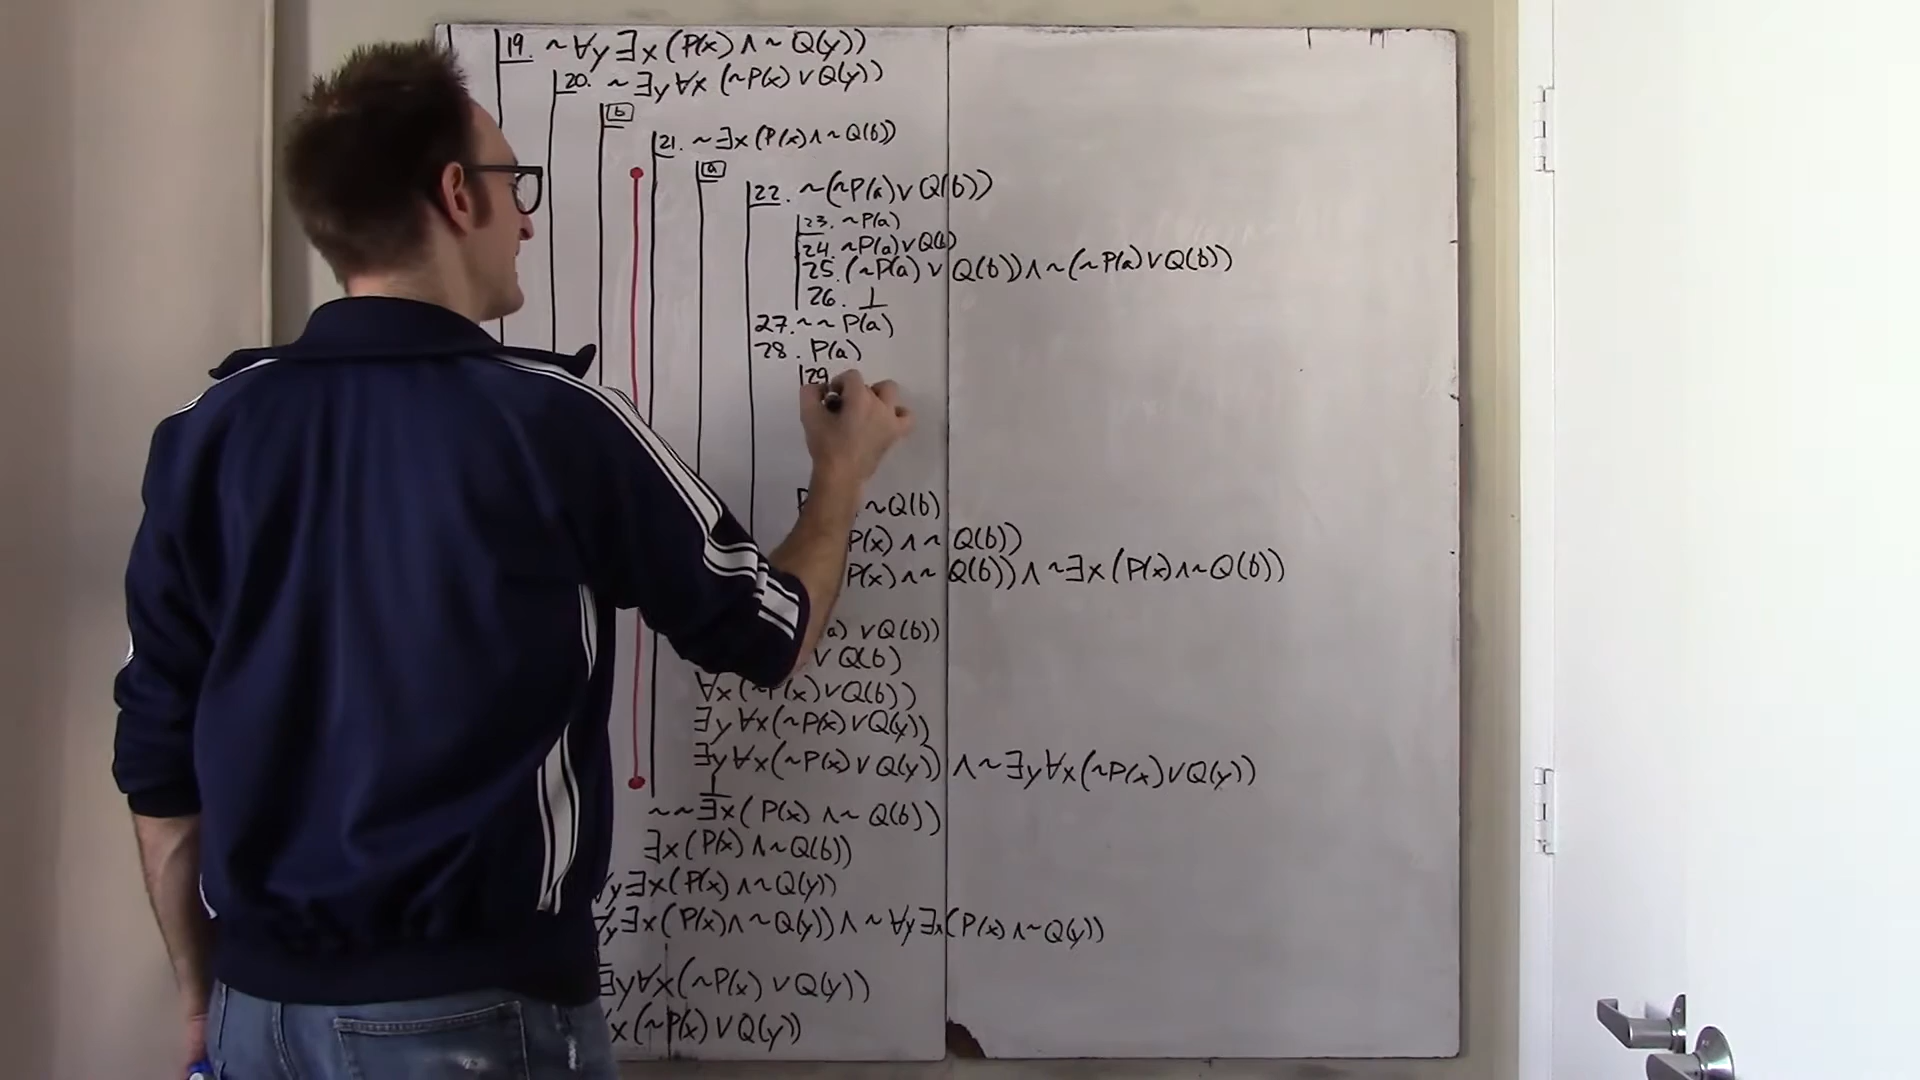 19. ~∀y∃x(P(x)∧~Q(y))
20. ~∃y∀x(~P(x)∨Q(y))
b
21. ~∃x(P(x)∧~Q(b))
a
22. ~(~P(a)∨Q(b))
23. ~P(a)
24. ~P(a)∨Q(b)
25. (~P(a)∨Q(b))∧~(~P(a)∨Q(b))
26. ⊥
27. ~~P(a)
28. P(a)
29
~Q(b)
P(x)∧~Q(b))
P(x)∧~Q(b))∧~∃x(P(x)∧~Q(b))
a)∨Q(b))
∨Q(b)
∀x(~P(x)∨Q(b))
∃y∀x(~P(x)∨Q(y))
∃y∀x(~P(x)∨Q(y))∧~∃y∀x(~P(x)∨Q(y))
⊥
~~∃x(P(x)∧~Q(b))
∃x(P(x)∧~Q(b))
∀y∃x(P(x)∧~Q(y))
∀y∃x(P(x)∧~Q(y))∧~∀y∃x(P(x)∧~Q(y))
∃y∀x(~P(x)∨Q(y))
x(~P(x)∨Q(y))